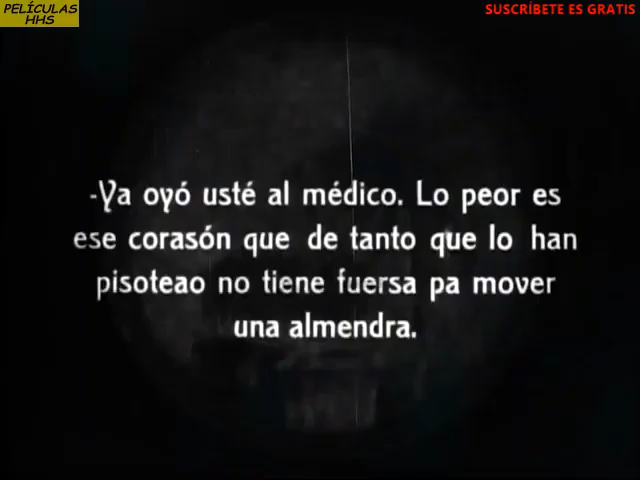 PELÍCULAS
HHS
SUSCRÍBETE ES GRATIS
-Ya oyó usté al médico. Lo peor es
ese corasón que de tanto que lo han
pisoteao no tiene fuersa pa mover
una almendra.